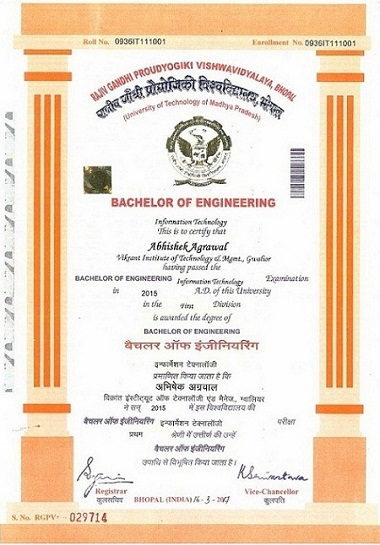 Roll No. 0936IT111001 Enrollment No. 0936IT111001
RAJIV GANDHI PROUDYOGIKI VISHWAVIDYALAYA, BHOPAL
राजीव गाँधी प्रौद्योगिकी विश्वविद्यालय, भोपाल
(University of Technology of Madhya Pradesh)
BACHELOR OF ENGINEERING
Information Technology
This is to certify that
Abhishek Agrawal
Vikrant Institute of Technology & Mgmt., Gwalior
having passed the
BACHELOR OF ENGINEERING Information Technology Examination
in 2015 A.D. of this University
in the First Division
is awarded the degree of
BACHELOR OF ENGINEERING
बैचलर ऑफ इंजीनियरिंग
इन्फार्मेशन टेक्नोलॉजी
प्रमाणित किया जाता है कि
अभिषेक अग्रवाल
विक्रांत इंस्टीट्यूट ऑफ टेक्नोलॉजी एंड मैनेज., ग्वालियर
ने सन् 2015 में इस विश्वविद्यालय की
बैचलर ऑफ इंजीनियरिंग इन्फार्मेशन टेक्नोलॉजी परीक्षा
प्रथम श्रेणी में उत्तीर्ण की उन्हें
बैचलर ऑफ इंजीनियरिंग
उपाधि से विभूषित किया जाता है।
Registrar Vice-Chancellor
कुलसचिव BHOPAL (INDIA) 16-3-2017 कुलपति
S. No. RGPV- 029714